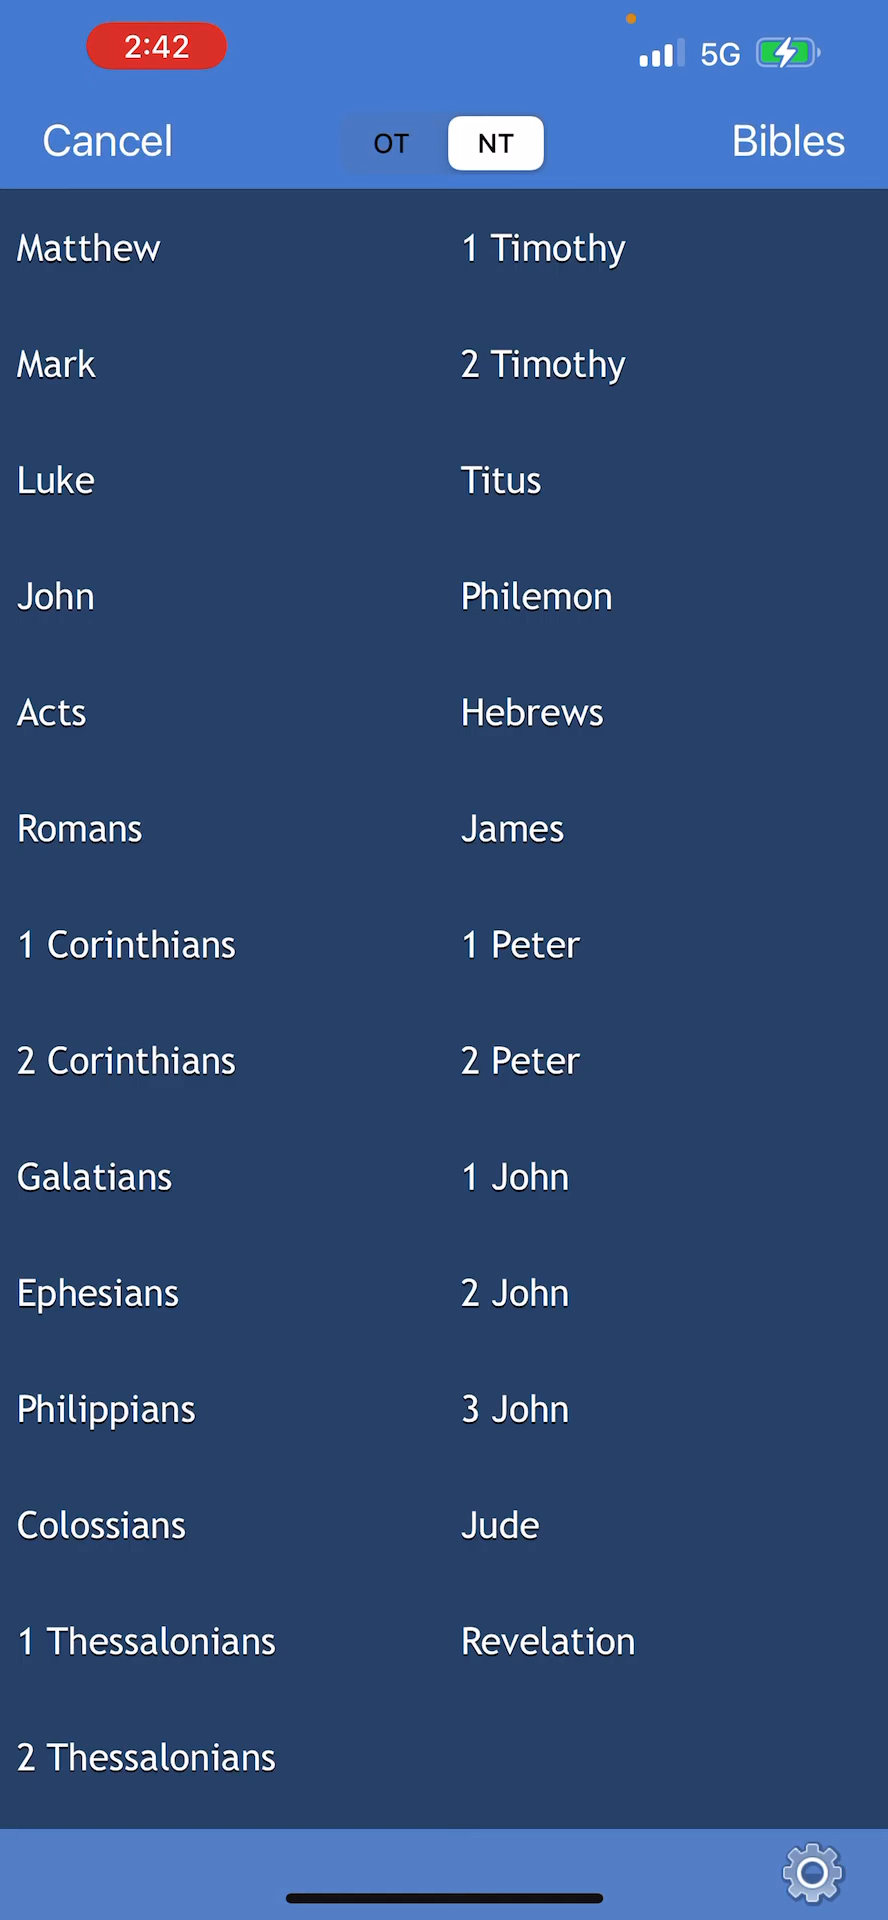 2:42
5G
Cancel
OT
NT
Bibles
Matthew
Mark
Luke
John
Acts
Romans
1 Corinthians
2 Corinthians
Galatians
Ephesians
Philippians
Colossians
1 Thessalonians
2 Thessalonians
1 Timothy
2 Timothy
Titus
Philemon
Hebrews
James
1 Peter
2 Peter
1 John
2 John
3 John
Jude
Revelation